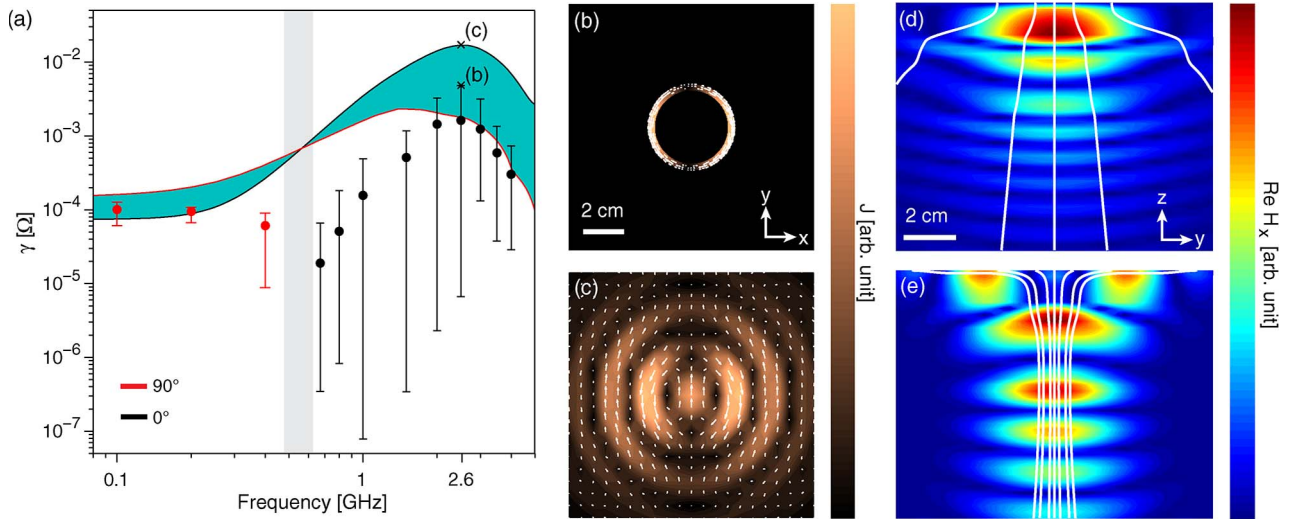 (a)
γ [Ω]
10⁻²
10⁻³
10⁻⁴
10⁻⁵
10⁻⁶
10⁻⁷
(c)
(b)
90°
0°
0.1
1
2.6
Frequency [GHz]
(b)
2 cm
y
x
(c)
J [arb. unit]
(d)
2 cm
z
y
(e)
Re Hₓ [arb. unit]